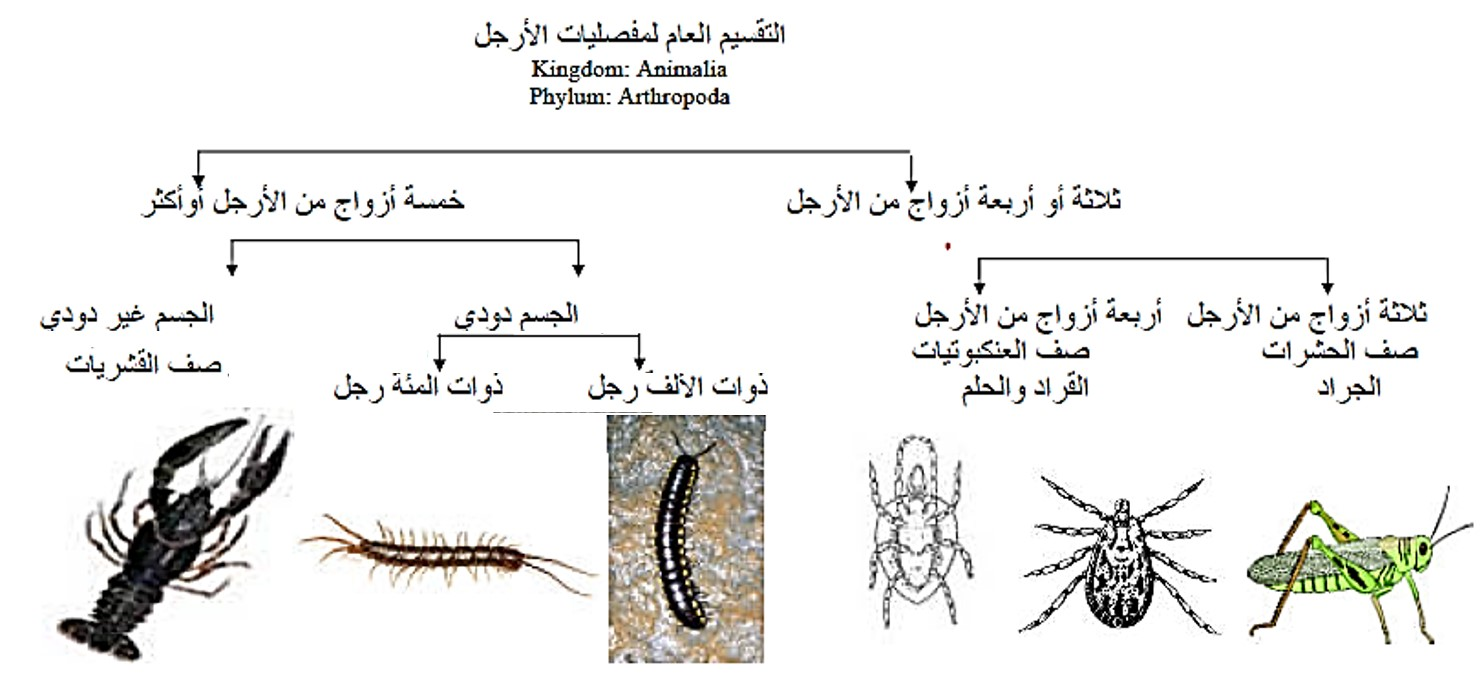 التقسيم العام لمفصليات الأرجل
Kingdom: Animalia
Phylum: Arthropoda
ثلاثة أو أربعة أزواج من الأرجل
خمسة أزواج من الأرجل أوأكثر
ثلاثة أزواج من الأرجل
صف الحشرات
الجراد
أربعة أزواج من الأرجل
صف العنكبوتيات
القراد والحلم
الجسم دودي
ذوات الألف رجل
ذوات المئة رجل
الجسم غير دودي
صف القشريات